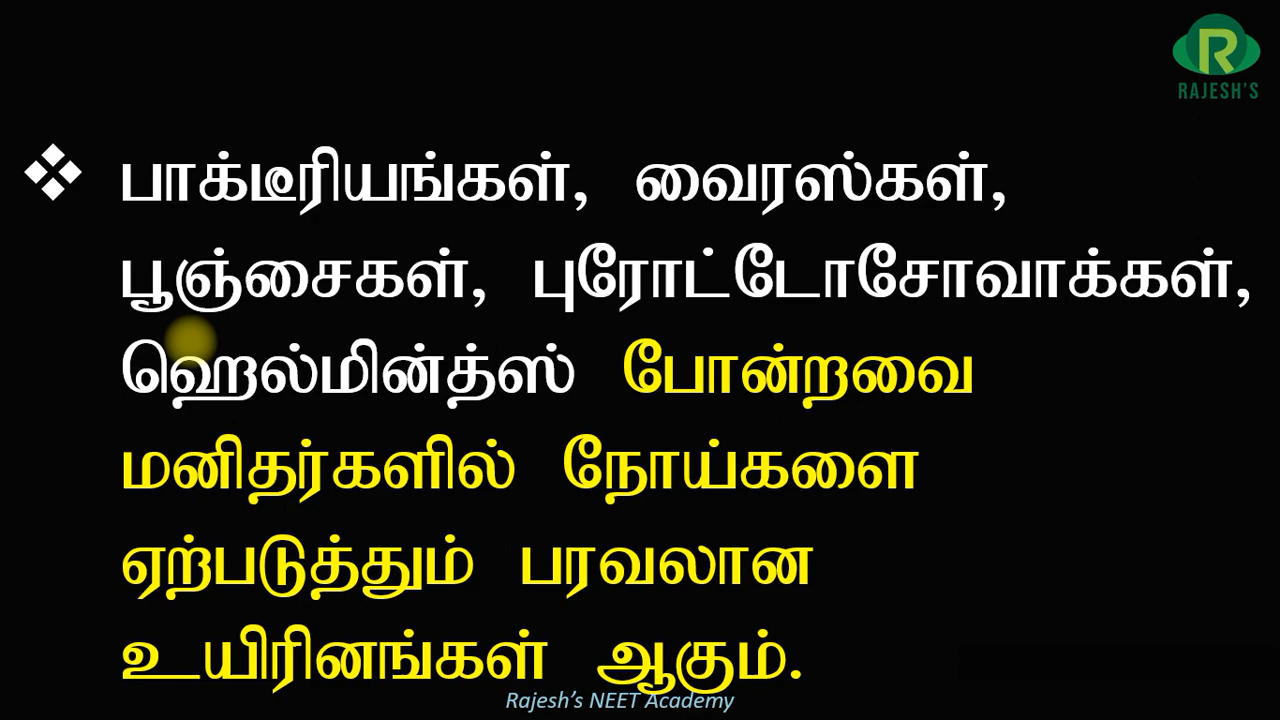 RAJESH'S
❖ பாக்டீரியங்கள், வைரஸ்கள்,
பூஞ்சைகள், புரோட்டோசோவாக்கள்,
ஹெல்மின்த்ஸ் போன்றவை
மனிதர்களில் நோய்களை
ஏற்படுத்தும் பரவலான
உயிரினங்கள் ஆகும்.
Rajesh's NEET Academy